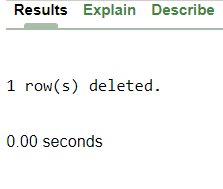 Results Explain Describe
1 row(s) deleted.
0.00 seconds